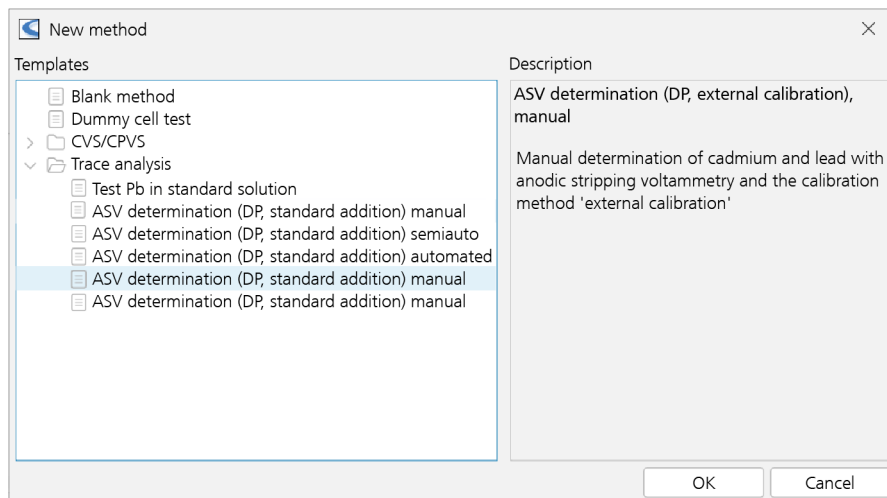 New method
Templates
Blank method
Dummy cell test
CVS/CPVS
Trace analysis
Test Pb in standard solution
ASV determination (DP, standard addition) manual
ASV determination (DP, standard addition) semiauto
ASV determination (DP, standard addition) automated
ASV determination (DP, standard addition) manual
ASV determination (DP, standard addition) manual
Description
ASV determination (DP, external calibration),
manual
Manual determination of cadmium and lead with
anodic stripping voltammetry and the calibration
method 'external calibration'
OK
Cancel